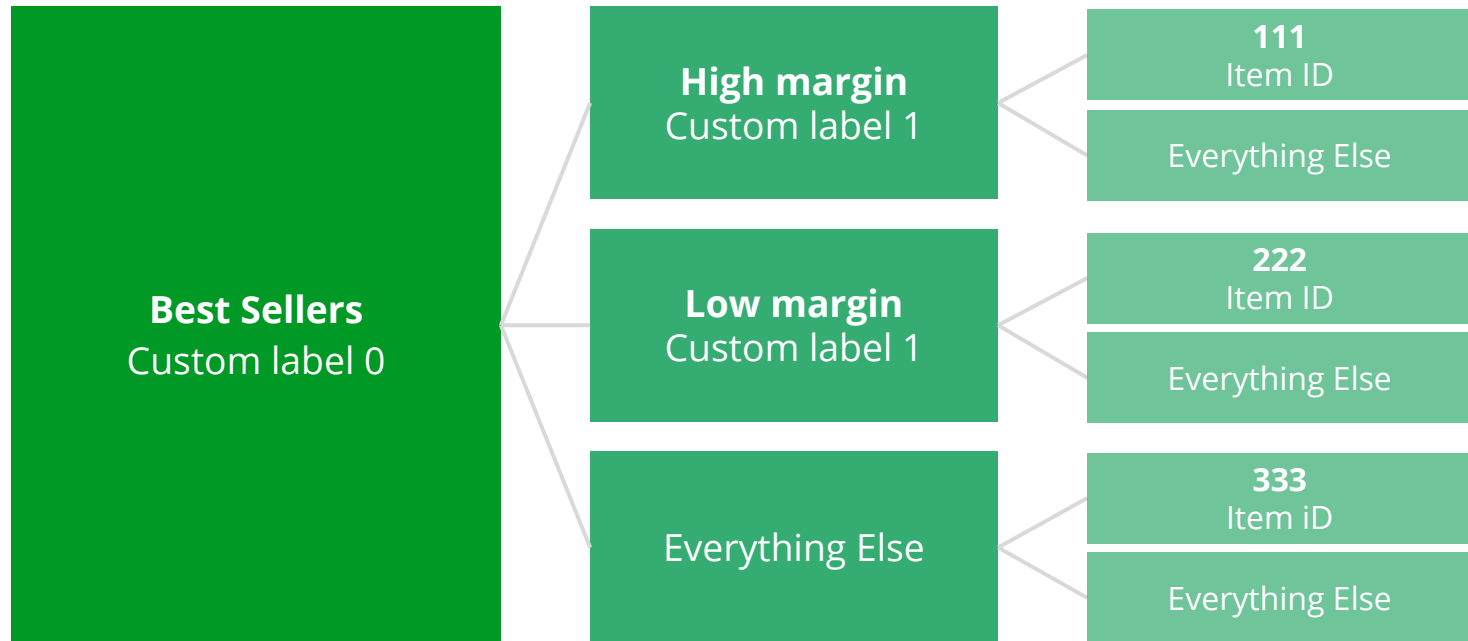 Best Sellers
Custom label 0
High margin
Custom label 1
111
Item ID
Everything Else
Low margin
Custom label 1
222
Item ID
Everything Else
Everything Else
333
Item iD
Everything Else